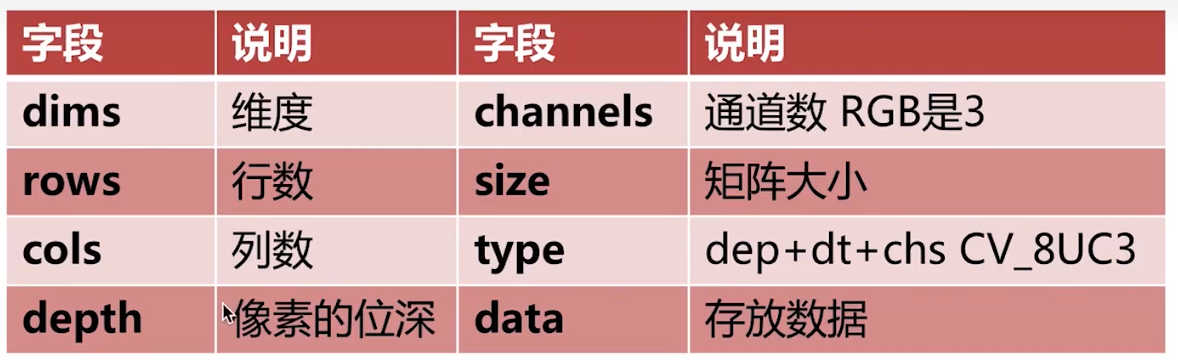 字段 说明 字段 说明
dims 维度 channels 通道数 RGB是3
rows 行数 size 矩阵大小
cols 列数 type dep+dt+chs CV_8UC3
depth 像素的位深 data 存放数据